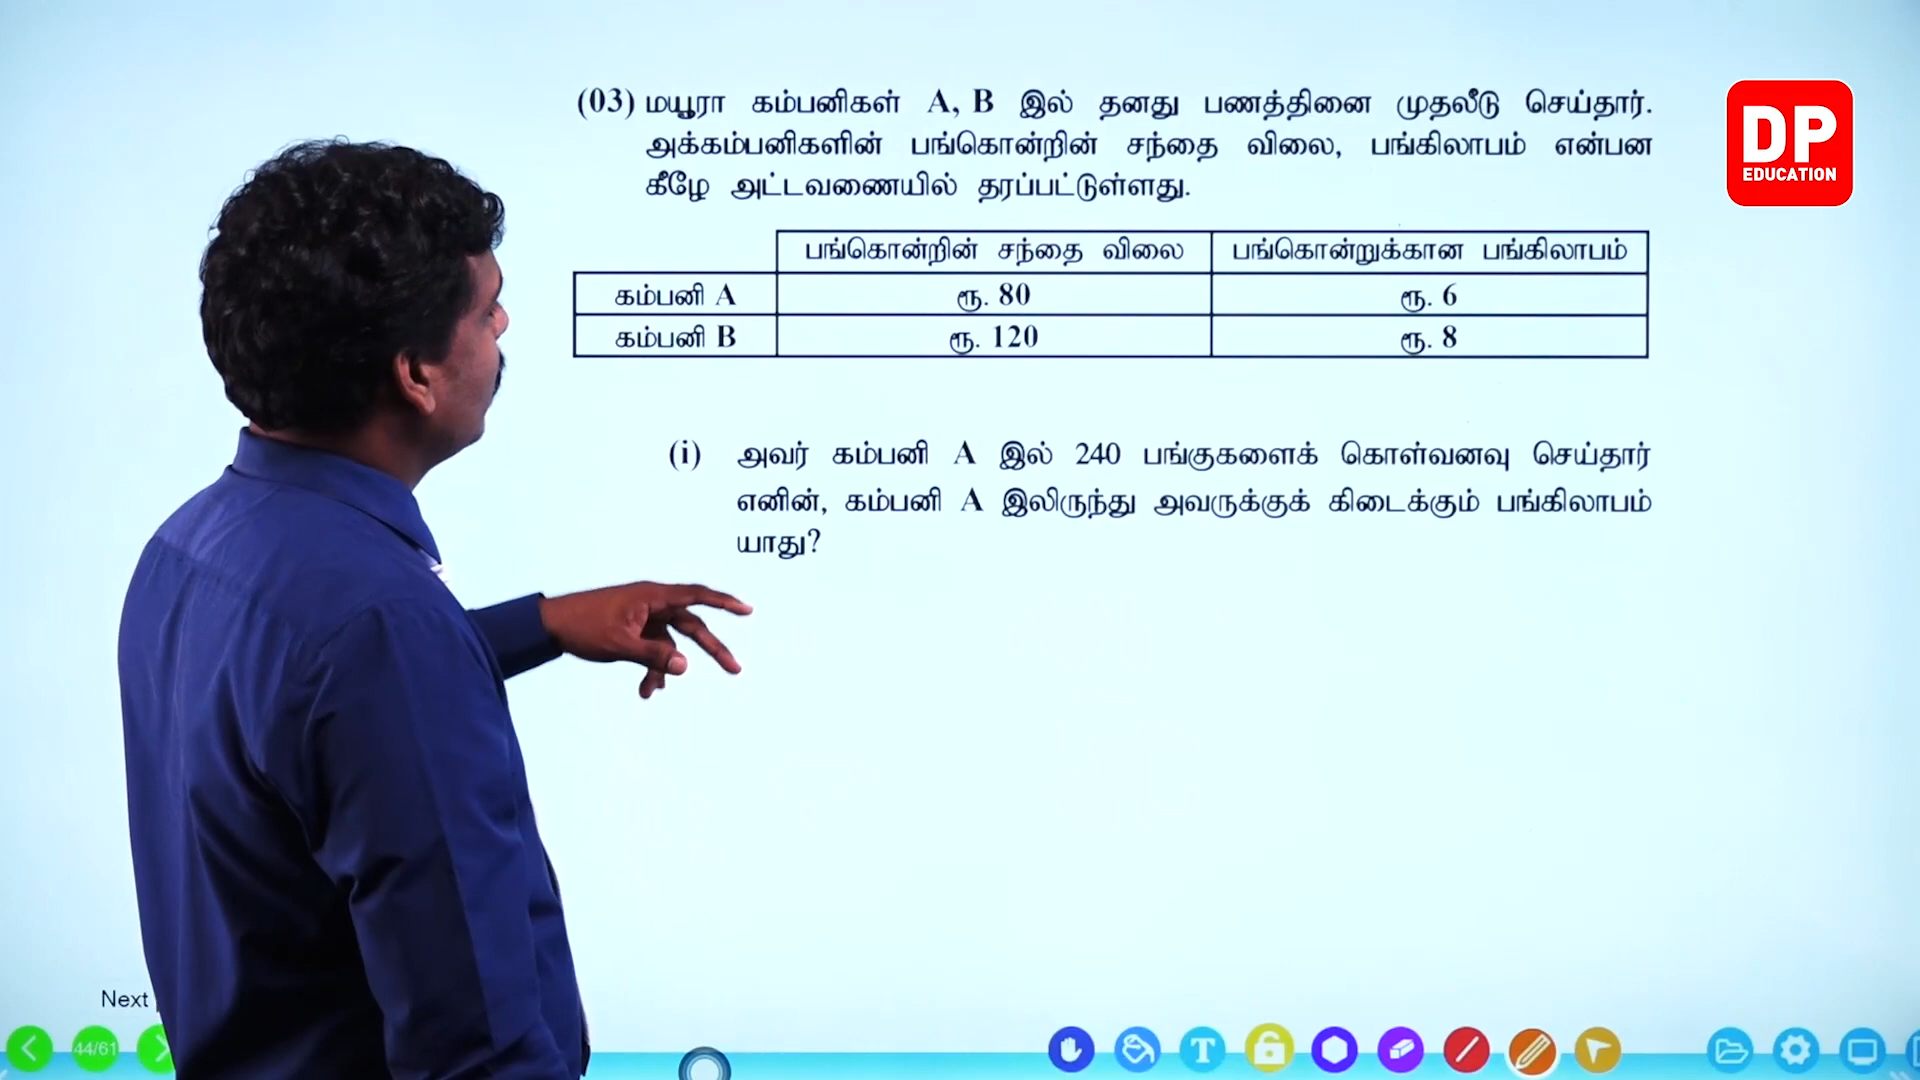 (03) மயூரா கம்பனிகள் A, B இல் தனது பணத்தினை முதலீடு செய்தார்.
அக்கம்பனிகளின் பங்கொன்றின் சந்தை விலை, பங்கிலாபம் என்பன
கீழே அட்டவணையில் தரப்பட்டுள்ளது.
DP
EDUCATION
பங்கொன்றின் சந்தை விலை பங்கொன்றுக்கான பங்கிலாபம்
கம்பனி A ரூ. 80 ரூ. 6
கம்பனி B ரூ. 120 ரூ. 8
(i) அவர் கம்பனி A இல் 240 பங்குகளைக் கொள்வனவு செய்தார்
எனின், கம்பனி A இலிருந்து அவருக்குக் கிடைக்கும் பங்கிலாபம்
யாது?
Next
44/61
T